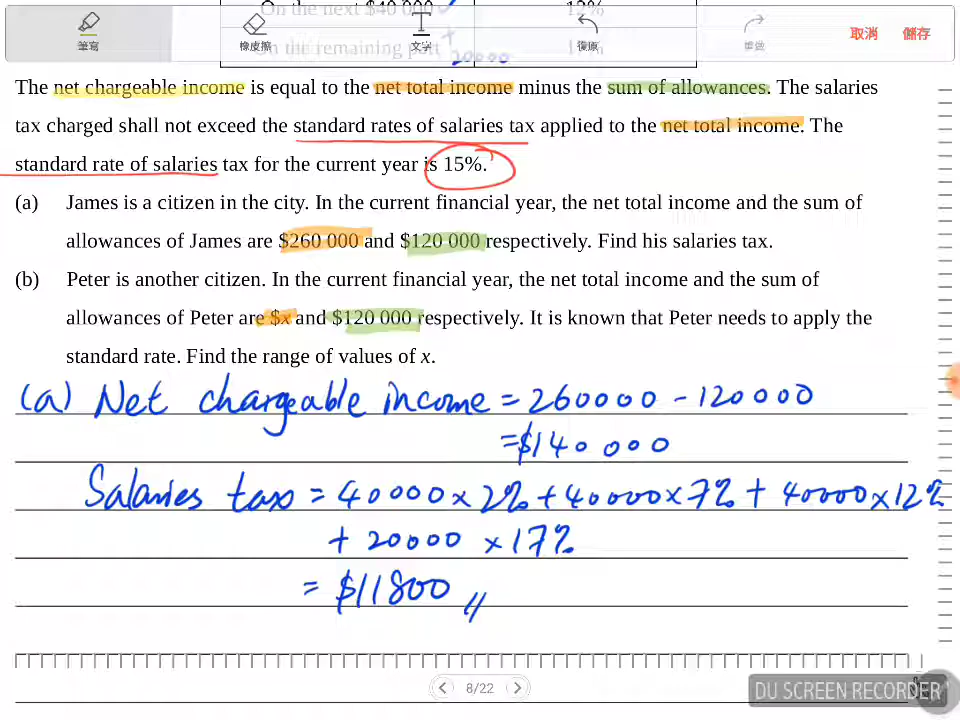 On the next $40 000 12%
筆寫 橡皮擦 文字 復原 重做 取消 儲存
On the remaining part
20000
The net chargeable income is equal to the net total income minus the sum of allowances. The salaries
tax charged shall not exceed the standard rates of salaries tax applied to the net total income. The
standard rate of salaries tax for the current year is 15%.
(a) James is a citizen in the city. In the current financial year, the net total income and the sum of
allowances of James are $260 000 and $120 000 respectively. Find his salaries tax.
(b) Peter is another citizen. In the current financial year, the net total income and the sum of
allowances of Peter are $x and $120 000 respectively. It is known that Peter needs to apply the
standard rate. Find the range of values of x.
(a) Net chargeable income = 260000 - 120000
= $140000
Salaries tax = 40000 x 2% + 40000 x 7% + 40000 x 12%
+ 20000 x 17%
= $11800 //
8/22
DU SCREEN RECORDER